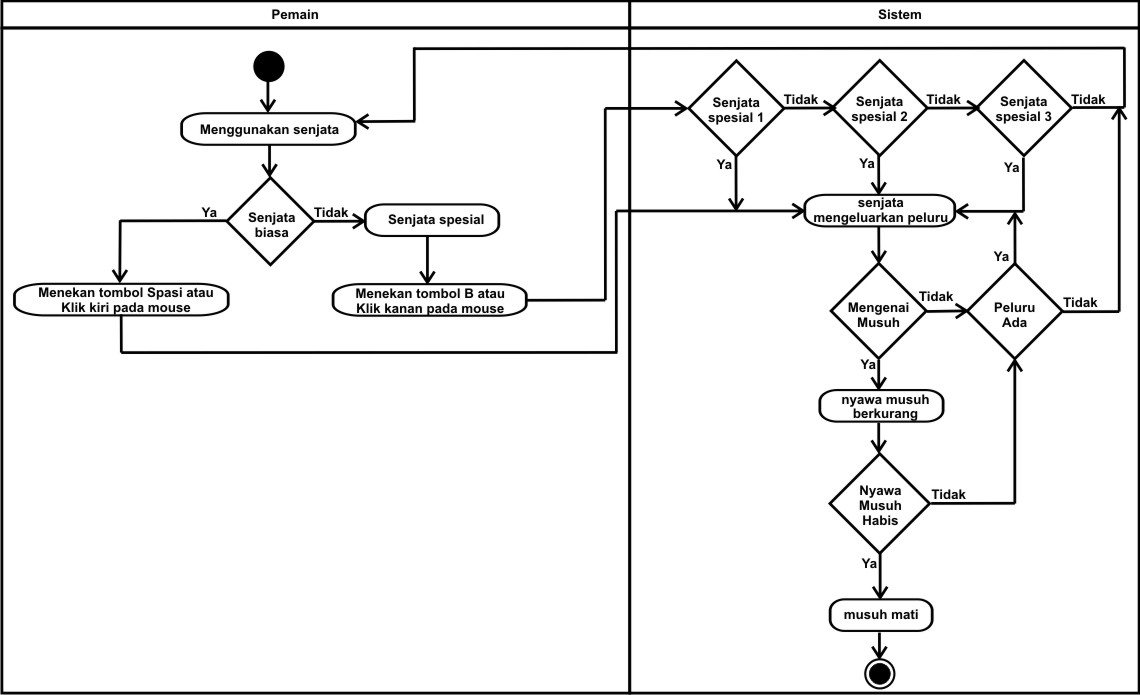 Pemain
Sistem
Menggunakan senjata
Senjata
biasa
Ya
Tidak
Senjata spesial
Menekan tombol Spasi atau
Klik kiri pada mouse
Menekan tombol B atau
Klik kanan pada mouse
Senjata
spesial 1
Tidak
Senjata
spesial 2
Tidak
Senjata
spesial 3
Tidak
Ya
Ya
Ya
senjata
mengeluarkan peluru
Mengenai
Musuh
Tidak
Ya
Peluru
Ada
Tidak
Ya
nyawa musuh
berkurang
Nyawa
Musuh
Habis
Tidak
Ya
musuh mati